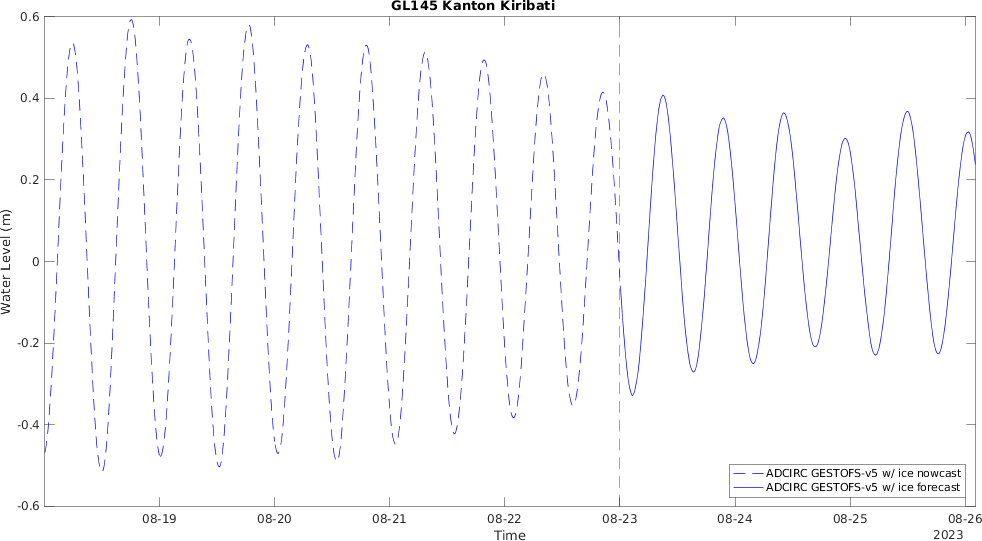 GL145 Kanton Kiribati
0.6
0.4
0.2
0
-0.2
-0.4
-0.6
Water Level (m)
ADCIRC GESTOFS-v5 w/ ice nowcast
ADCIRC GESTOFS-v5 w/ ice forecast
08-19 08-20 08-21 08-22 08-23 08-24 08-25 08-26
Time
2023